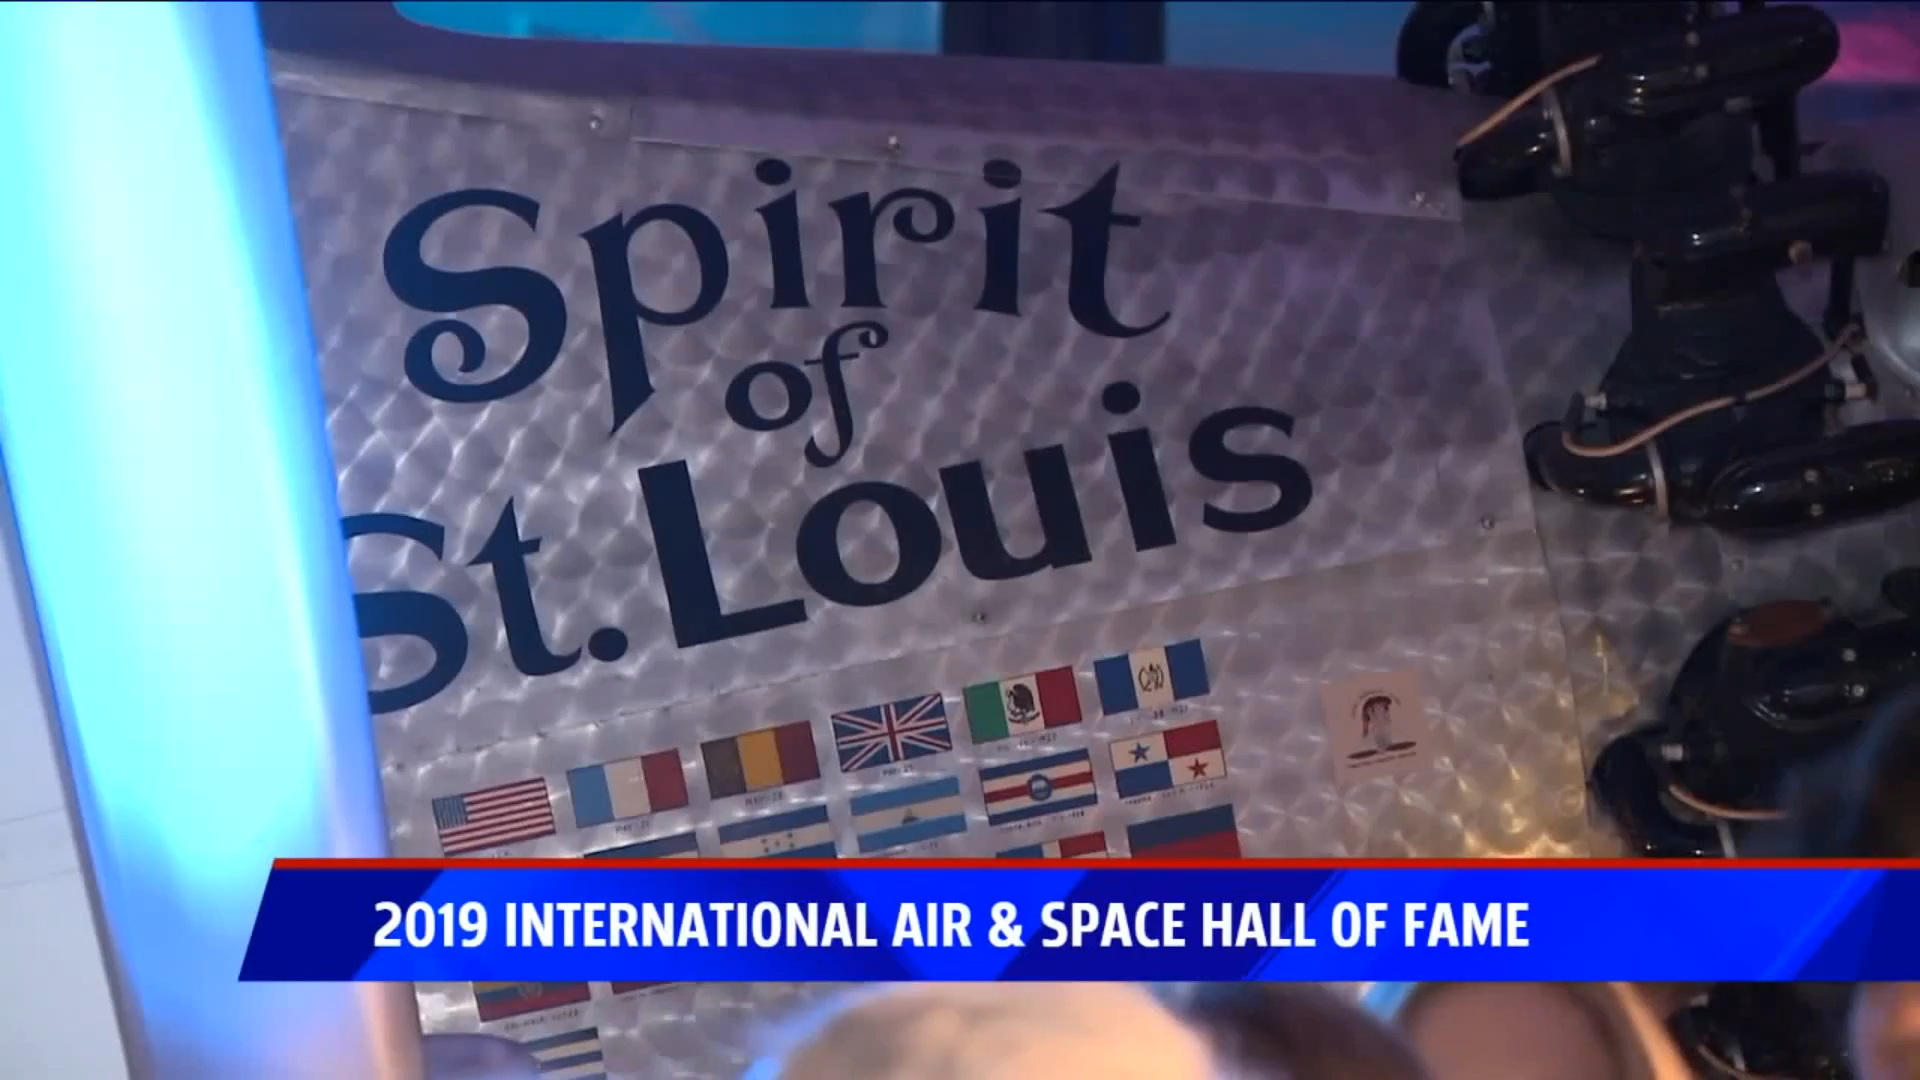 Spirit
of
St. Louis
2019 INTERNATIONAL AIR & SPACE HALL OF FAME